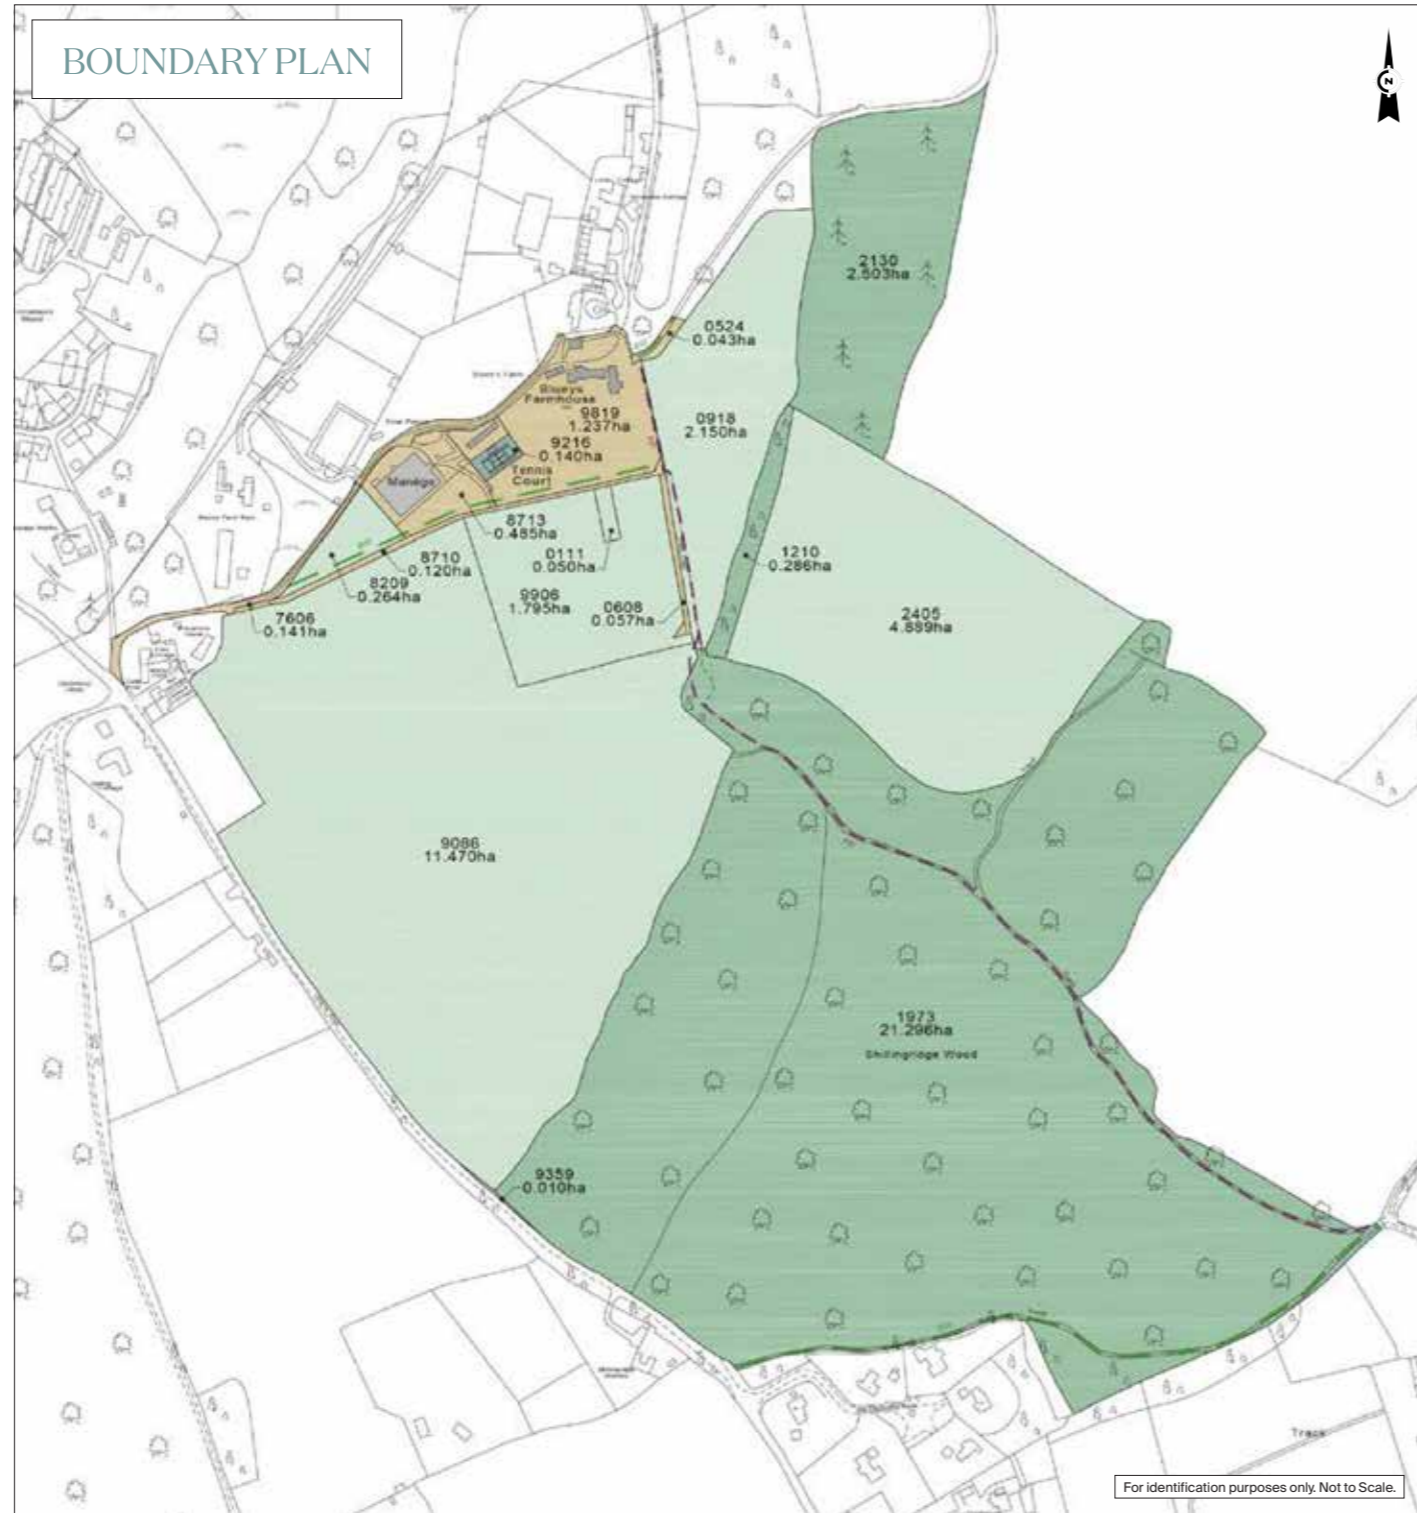 BOUNDARY PLAN
N
2130
2.503ha
0524
0.043ha
Farmhouse
9819
1.237ha
0918
2.150ha
9216
0.140ha
Tennis
Court
Manège
8713
0.485ha
8710
0.120ha
0111
0.050ha
1210
0.286ha
8209
0.264ha
9906
1.795ha
0608
0.057ha
7606
0.141ha
2405
4.889ha
9086
11.470ha
1973
21.296ha
Shillingridge Wood
9359
0.010ha
Track
For identification purposes only. Not to Scale.